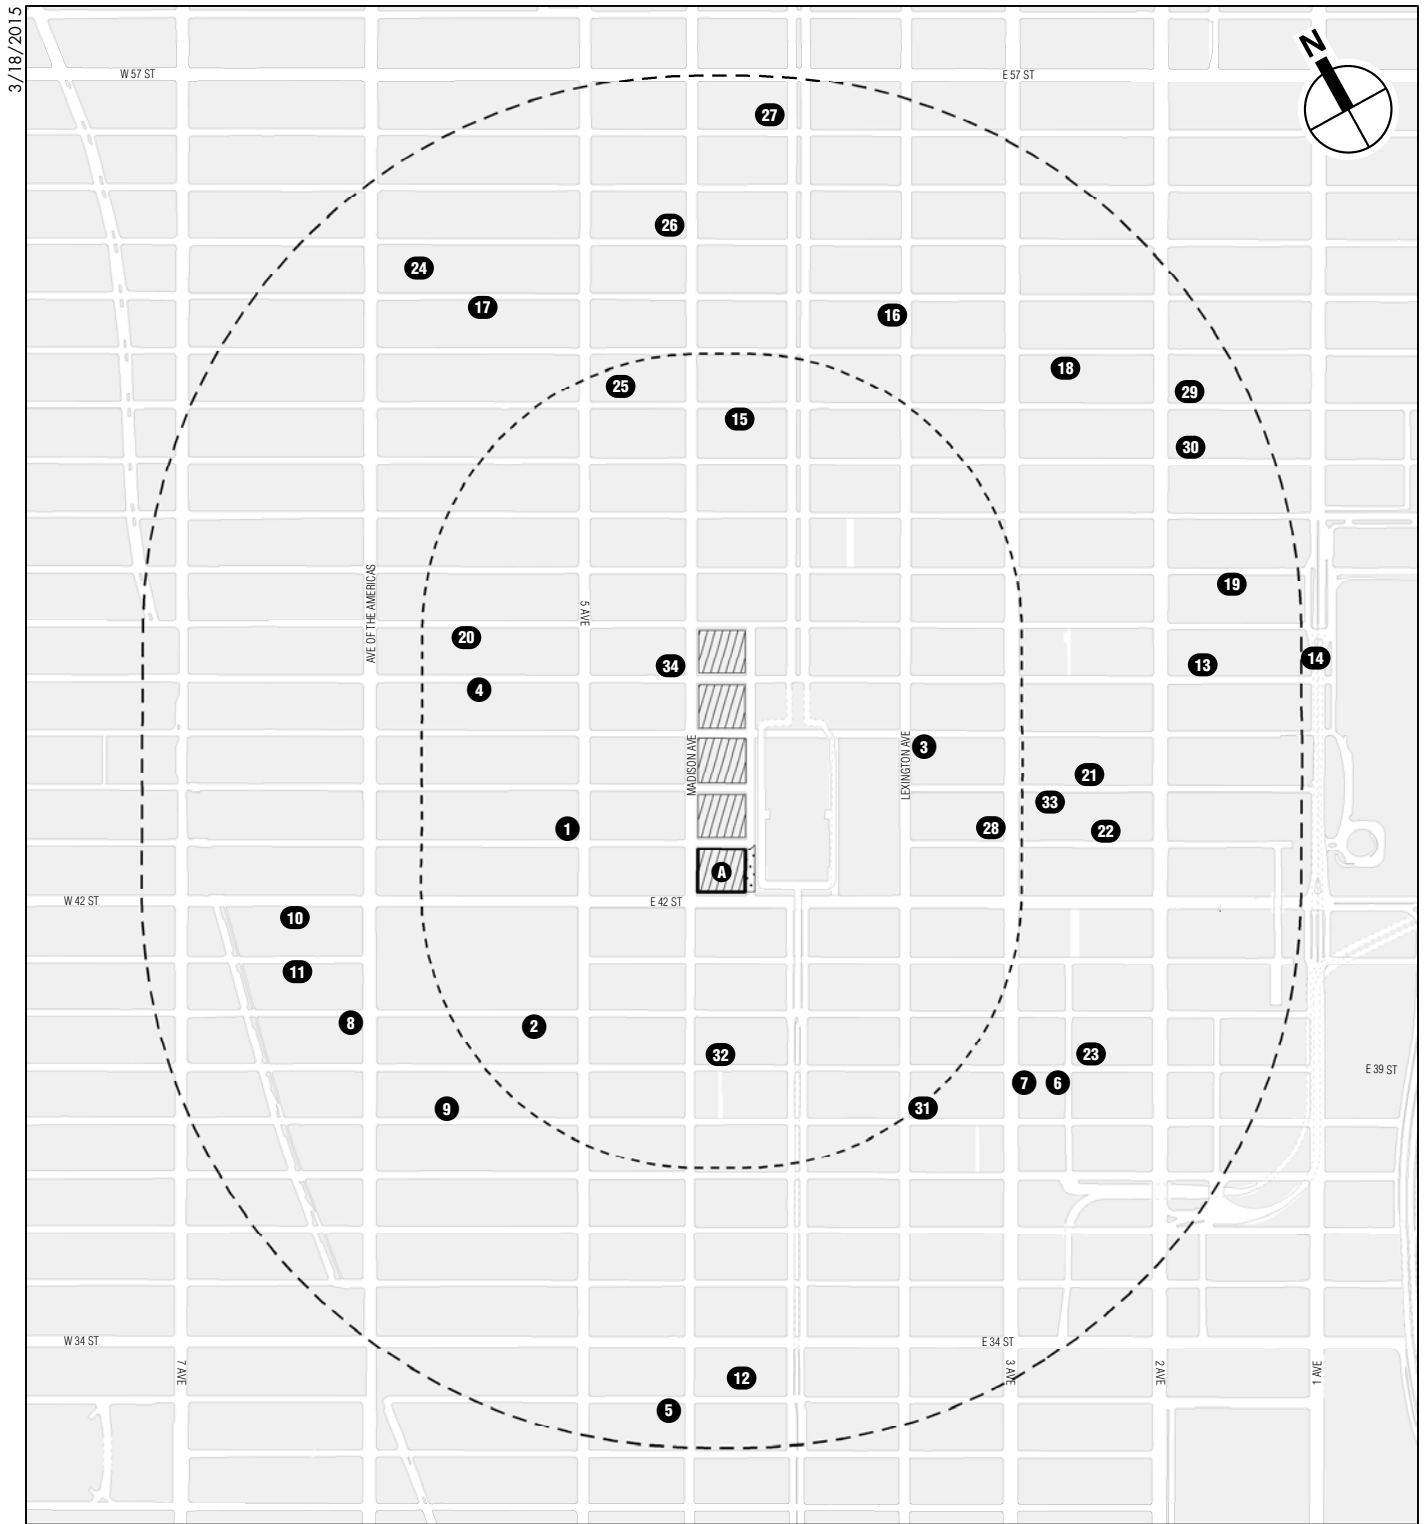 3/18/2015
N
W 57 ST
E 57 ST
27
26
24
17
16
18
25
29
15
30
19
AVE OF THE AMERICAS
5 AVE
20
34
13
14
4
MADISON AVE
LEXINGTON AVE
3
21
33
1
28
22
A
W 42 ST
E 42 ST
10
11
8
2
32
23
E 39 ST
7
6
9
31
W 34 ST
E 34 ST
7 AVE
3 AVE
2 AVE
1 AVE
12
5